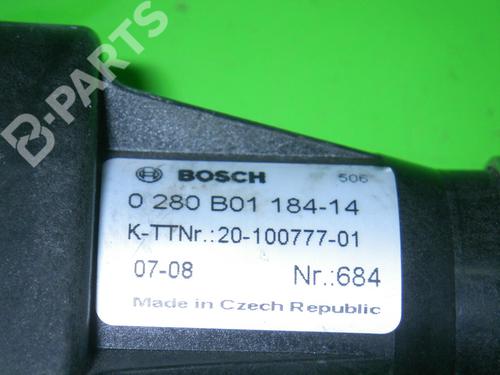 B-PARTS
BOSCH 506
0 280 B01 184-14
K-TTNr.:20-100777-01
07-08 Nr.:684
Made in Czech Republic
B-PARTS